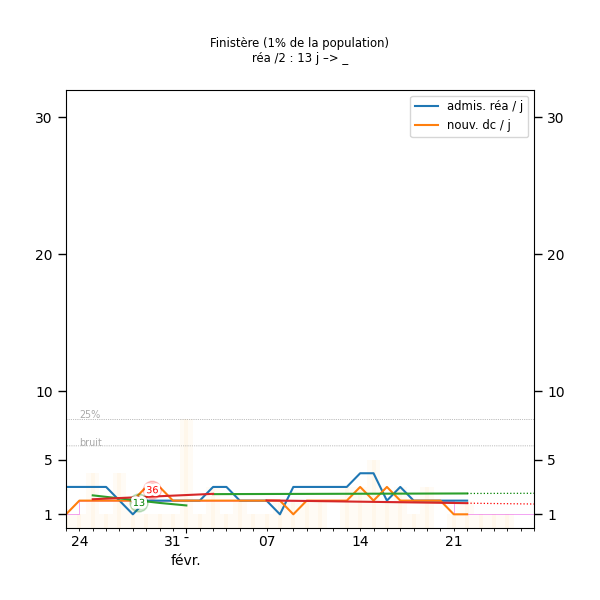 Finistère (1% de la population)
réa /2 : 13 j –> _
admis. réa / j
nouv. dc / j
30 30
20 20
10 10
25%
bruit
5 5
36
13
1 1
24 31 - 07 14 21
févr.